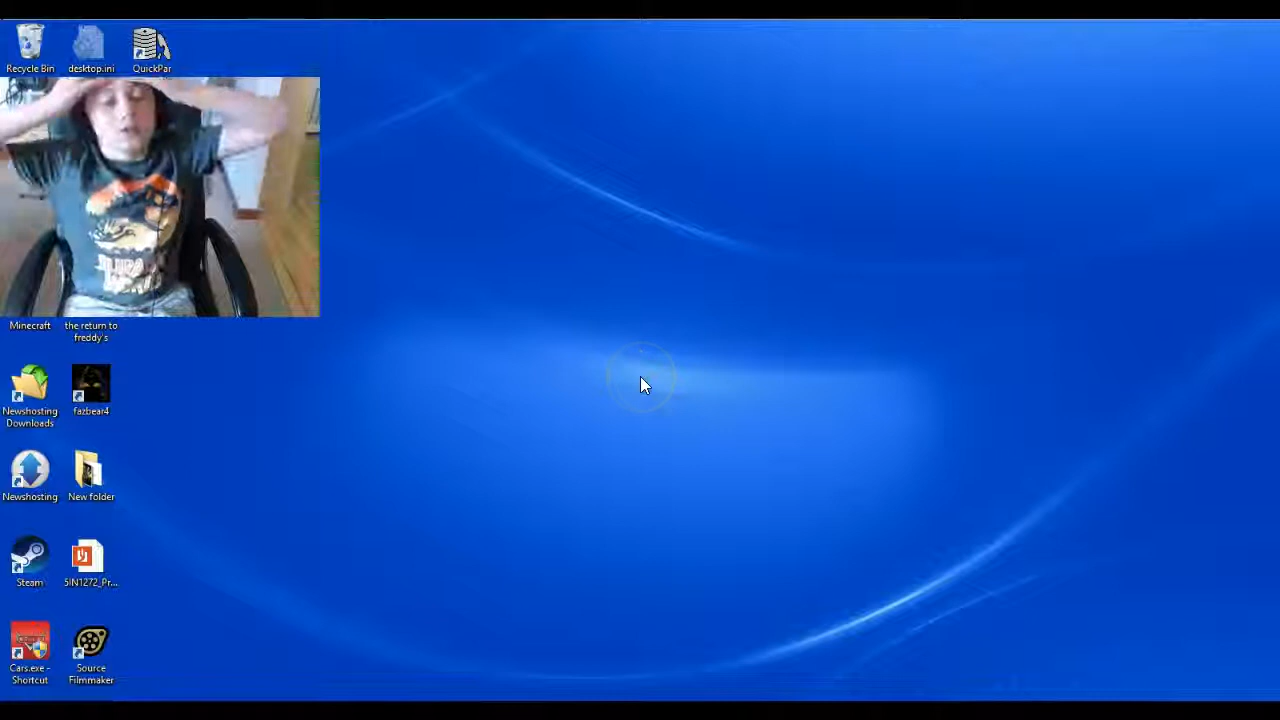 Recycle Bin
desktop.ini
QuickPar
Minecraft
the return to
freddy's
Newshosting
Downloads
fazbear4
Newshosting
New folder
Steam
5IN1272_Pr...
Cars.exe -
Shortcut
Source
Filmmaker